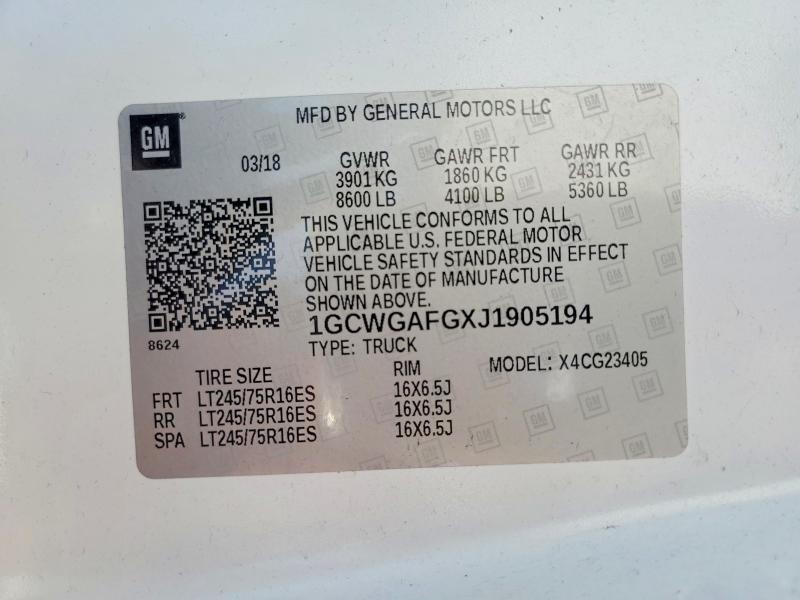 GM
MFD BY GENERAL MOTORS LLC
03/18 GVWR GAWR FRT GAWR RR
3901 KG 1860 KG 2431 KG
8600 LB 4100 LB 5360 LB
THIS VEHICLE CONFORMS TO ALL
APPLICABLE U.S. FEDERAL MOTOR
VEHICLE SAFETY STANDARDS IN EFFECT
ON THE DATE OF MANUFACTURE
SHOWN ABOVE.
1GCWGAFGXJ1905194
8624
TYPE: TRUCK MODEL: X4CG23405
TIRE SIZE RIM
FRT LT245/75R16ES 16X6.5J
RR LT245/75R16ES 16X6.5J
SPA LT245/75R16ES 16X6.5J